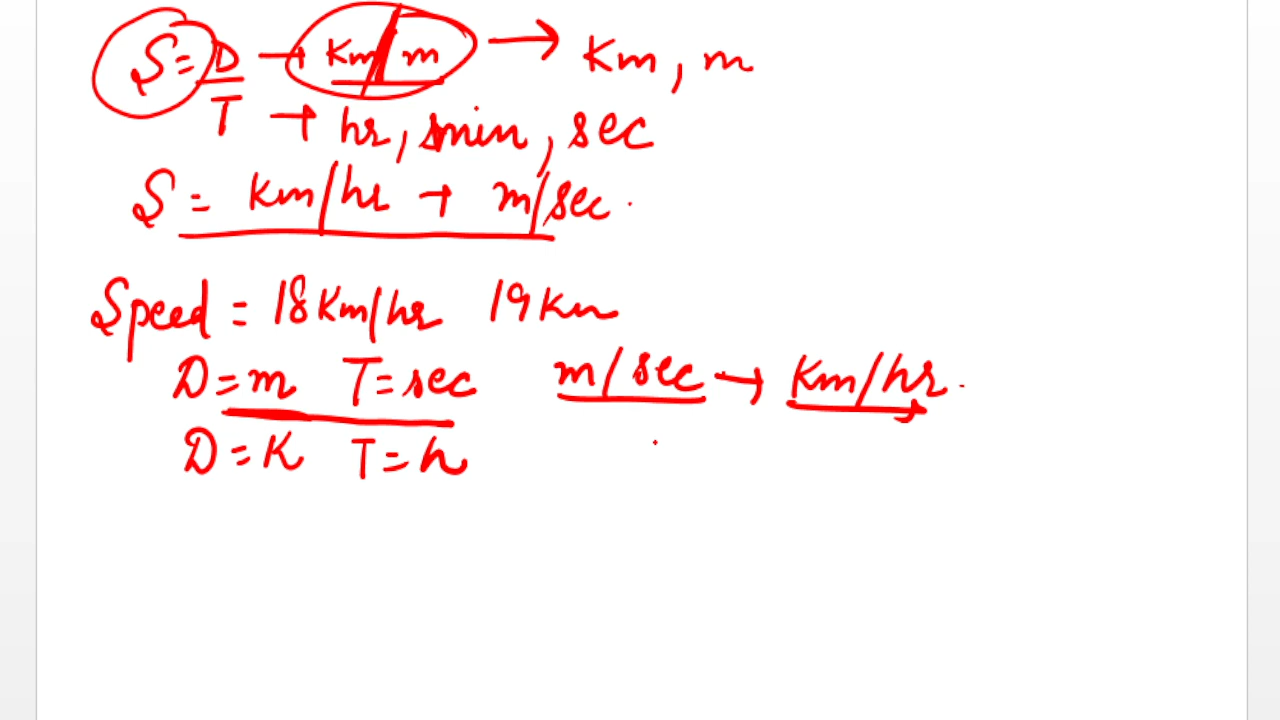 S = D/T → Km/m → Km, m
→ hr, min, sec
S = Km/hr → m/sec.
Speed = 18 Km/hr 19 Km
D = m T = sec m/sec → Km/hr.
D = K T = h